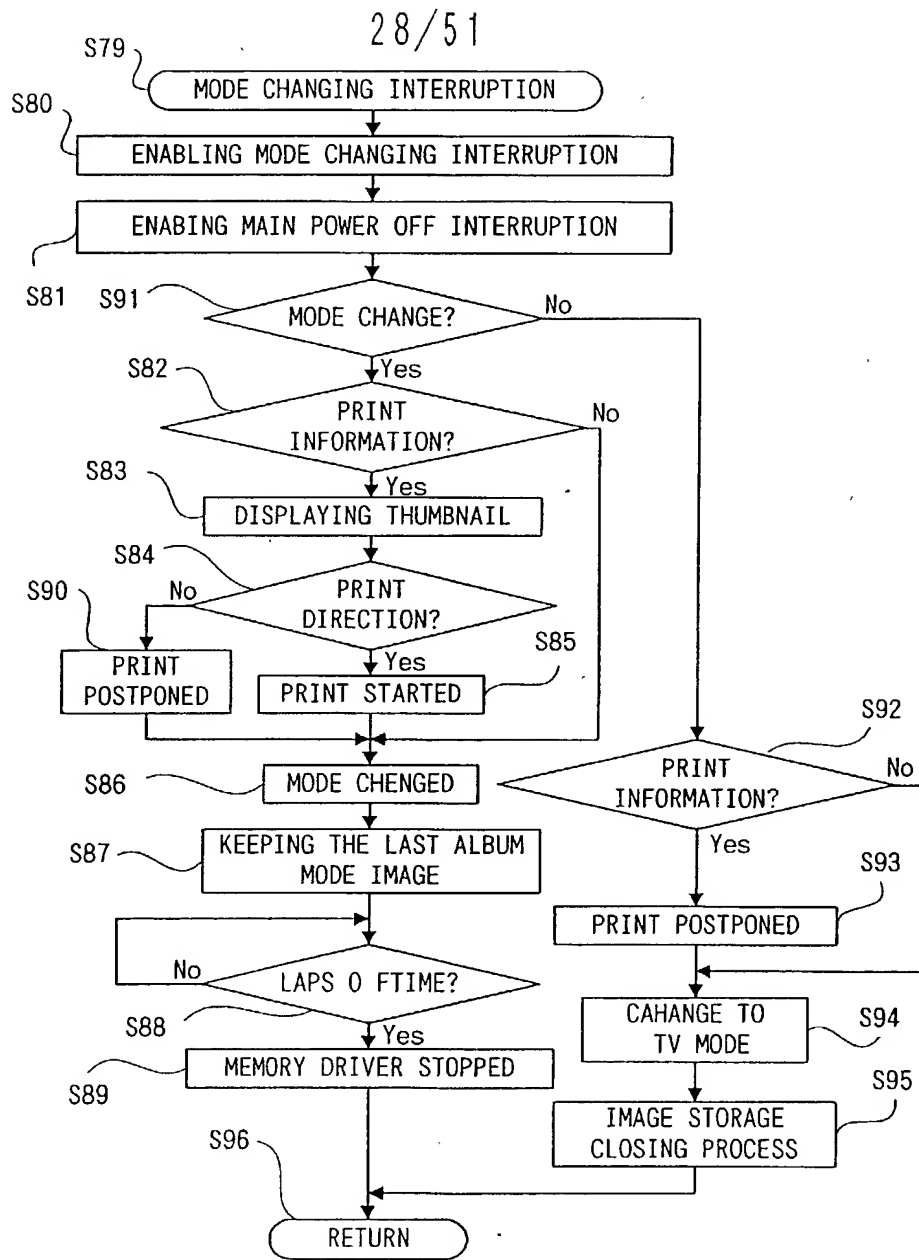 28/51
S79
MODE CHANGING INTERRUPTION
S80
ENABLING MODE CHANGING INTERRUPTION
ENABING MAIN POWER OFF INTERRUPTION
S81
S91
MODE CHANGE?
No
Yes
S82
PRINT
INFORMATION?
No
Yes
S83
DISPLAYING THUMBNAIL
S84
PRINT
DIRECTION?
No
S90
Yes
S85
PRINT
POSTPONED
PRINT STARTED
S92
PRINT
INFORMATION?
No
Yes
S86
MODE CHENGED
S87
KEEPING THE LAST ALBUM
MODE IMAGE
S93
PRINT POSTPONED
No
LAPS O FTIME?
S88
Yes
CAHANGE TO
TV MODE
S94
MEMORY DRIVER STOPPED
S89
S95
IMAGE STORAGE
CLOSING PROCESS
S96
RETURN